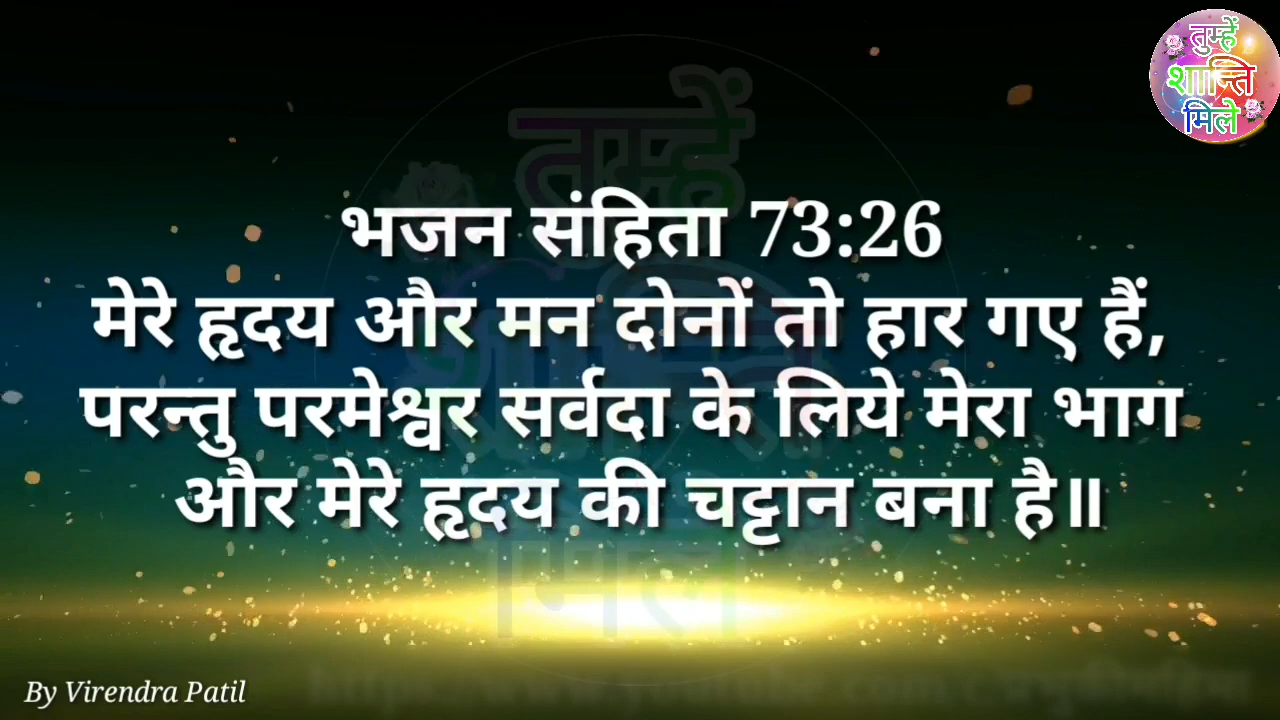 तुम्हें
शान्ति
मिले
भजन संहिता 73:26
मेरे हृदय और मन दोनों तो हार गए हैं,
परन्तु परमेश्वर सर्वदा के लिये मेरा भाग
और मेरे हृदय की चट्टान बना है॥
By Virendra Patil